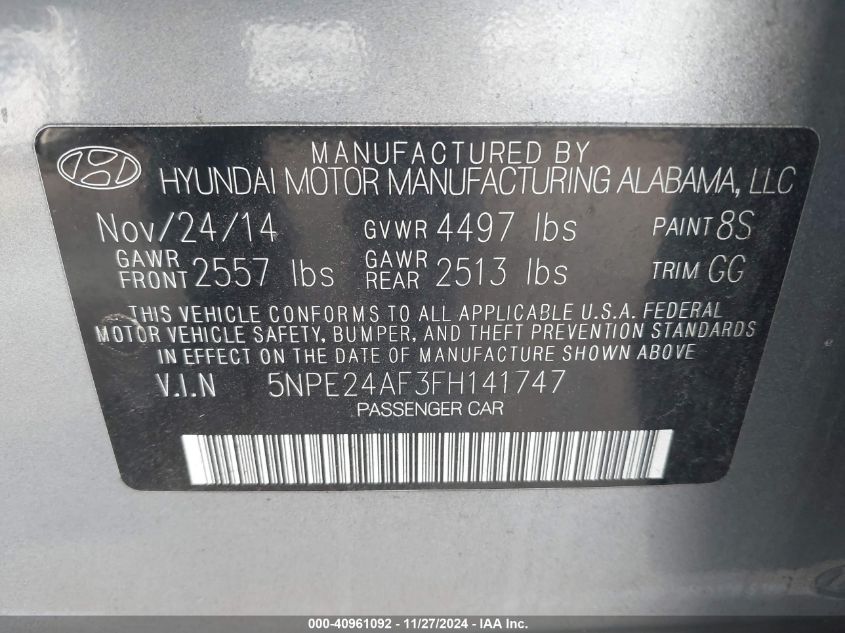 MANUFACTURED BY
HYUNDAI MOTOR MANUFACTURING ALABAMA, LLC
Nov/24/14 GVWR 4497 lbs PAINT 8S
GAWR FRONT 2557 lbs GAWR REAR 2513 lbs TRIM GG
THIS VEHICLE CONFORMS TO ALL APPLICABLE U.S.A. FEDERAL
MOTOR VEHICLE SAFETY, BUMPER, AND THEFT PREVENTION STANDARDS
IN EFFECT ON THE DATE OF MANUFACTURE SHOWN ABOVE
V.I.N 5NPE24AF3FH141747
PASSENGER CAR
000-40961092 - 11/27/2024 - IAA Inc.